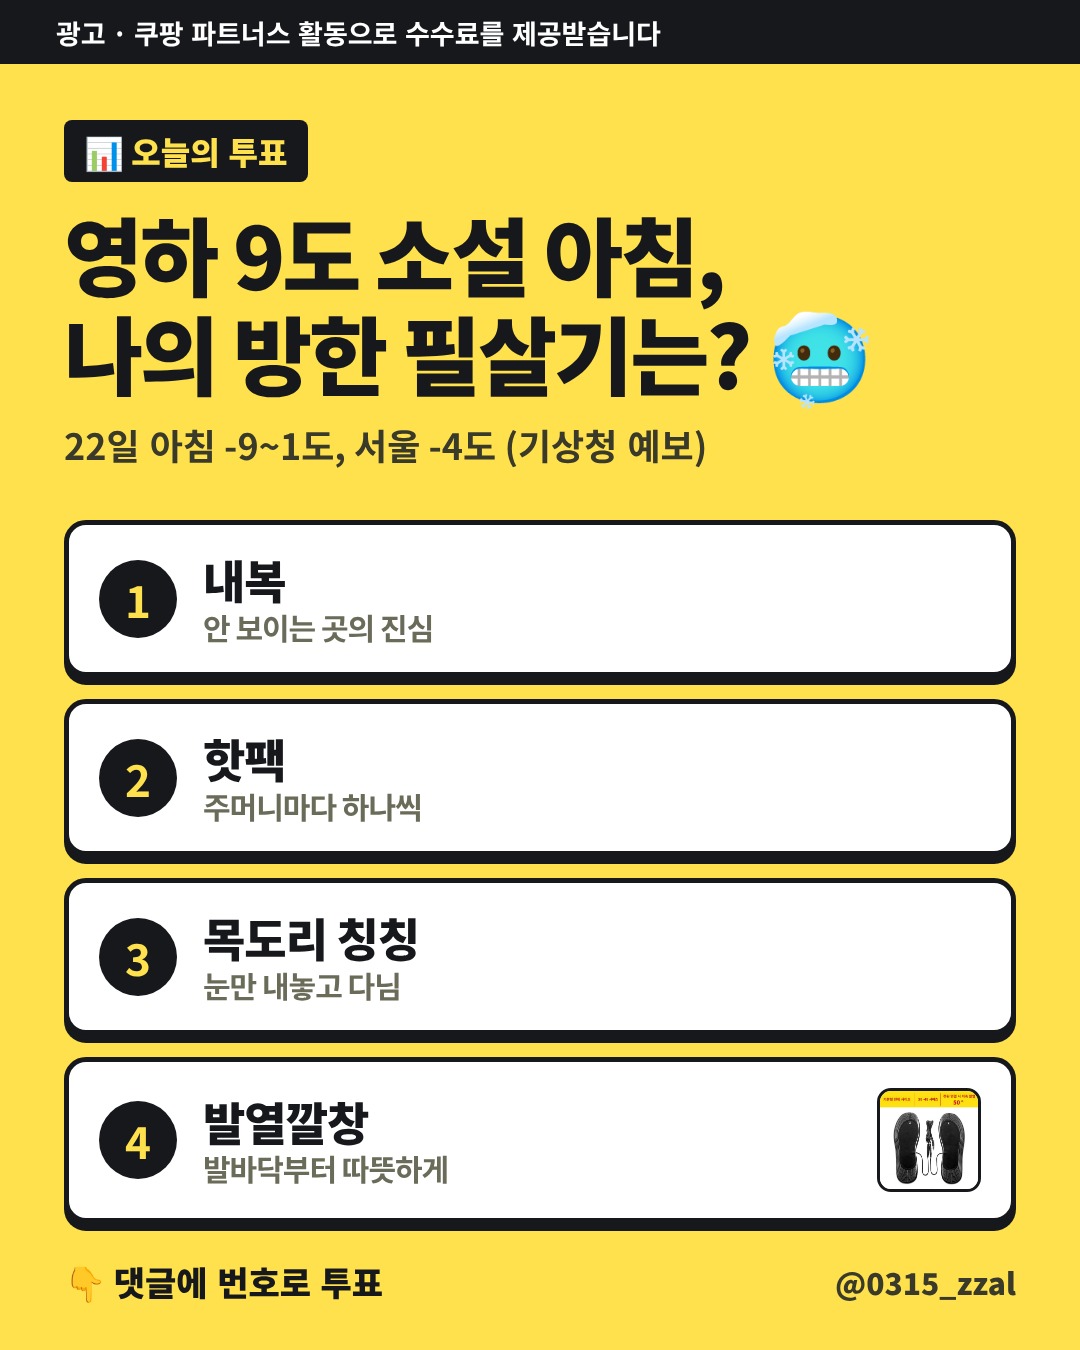 광고 · 쿠팡 파트너스 활동으로 수수료를 제공받습니다
📊 오늘의 투표
영하 9도 소설 아침,
나의 방한 필살기는? 🥶
22일 아침 -9~1도, 서울 -4도 (기상청 예보)
1 내복
안 보이는 곳의 진심
2 핫팩
주머니마다 하나씩
3 목도리 칭칭
눈만 내놓고 다님
4 발열깔창
발바닥부터 따뜻하게
👇 댓글에 번호로 투표
@0315_zzal